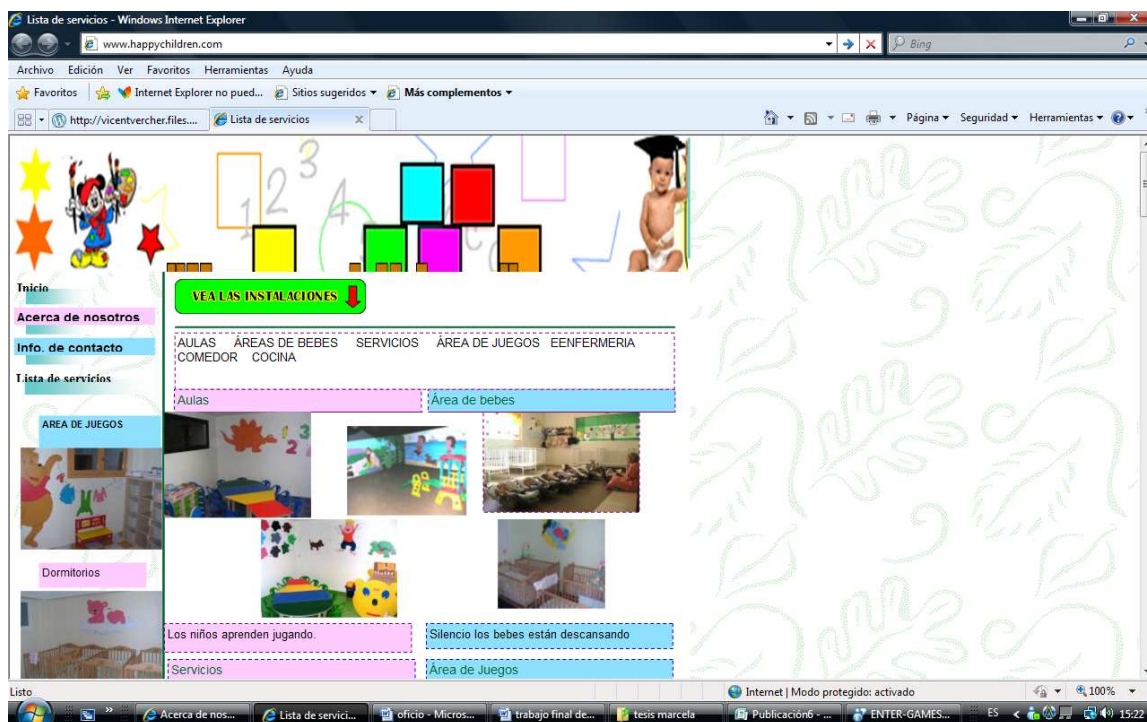 Lista de servicios - Windows Internet Explorer
www.happychildren.com
Bing
Archivo Edición Ver Favoritos Herramientas Ayuda
Favoritos Internet Explorer no pued... Sitios sugeridos Más complementos
http://vicentvercher.files.... Lista de servicios Página Seguridad Herramientas
1 2 3 4
Inicio
VEA LAS INSTALACIONES
Acerca de nosotros
Info. de contacto
AULAS ÁREAS DE BEBES SERVICIOS ÁREA DE JUEGOS EENFERMERIA
COMEDOR COCINA
Lista de servicios
Aulas Área de bebes
AREA DE JUEGOS
Dormitorios
Los niños aprenden jugando. Silencio los bebes están descansando
Servicios Área de Juegos
Listo Internet | Modo protegido: activado 100%
Acerca de nos... Lista de servici... oficio - Micros... trabajo final de... tesis marcela Publicación6 - ... ENTER-GAMES... ES 15:22